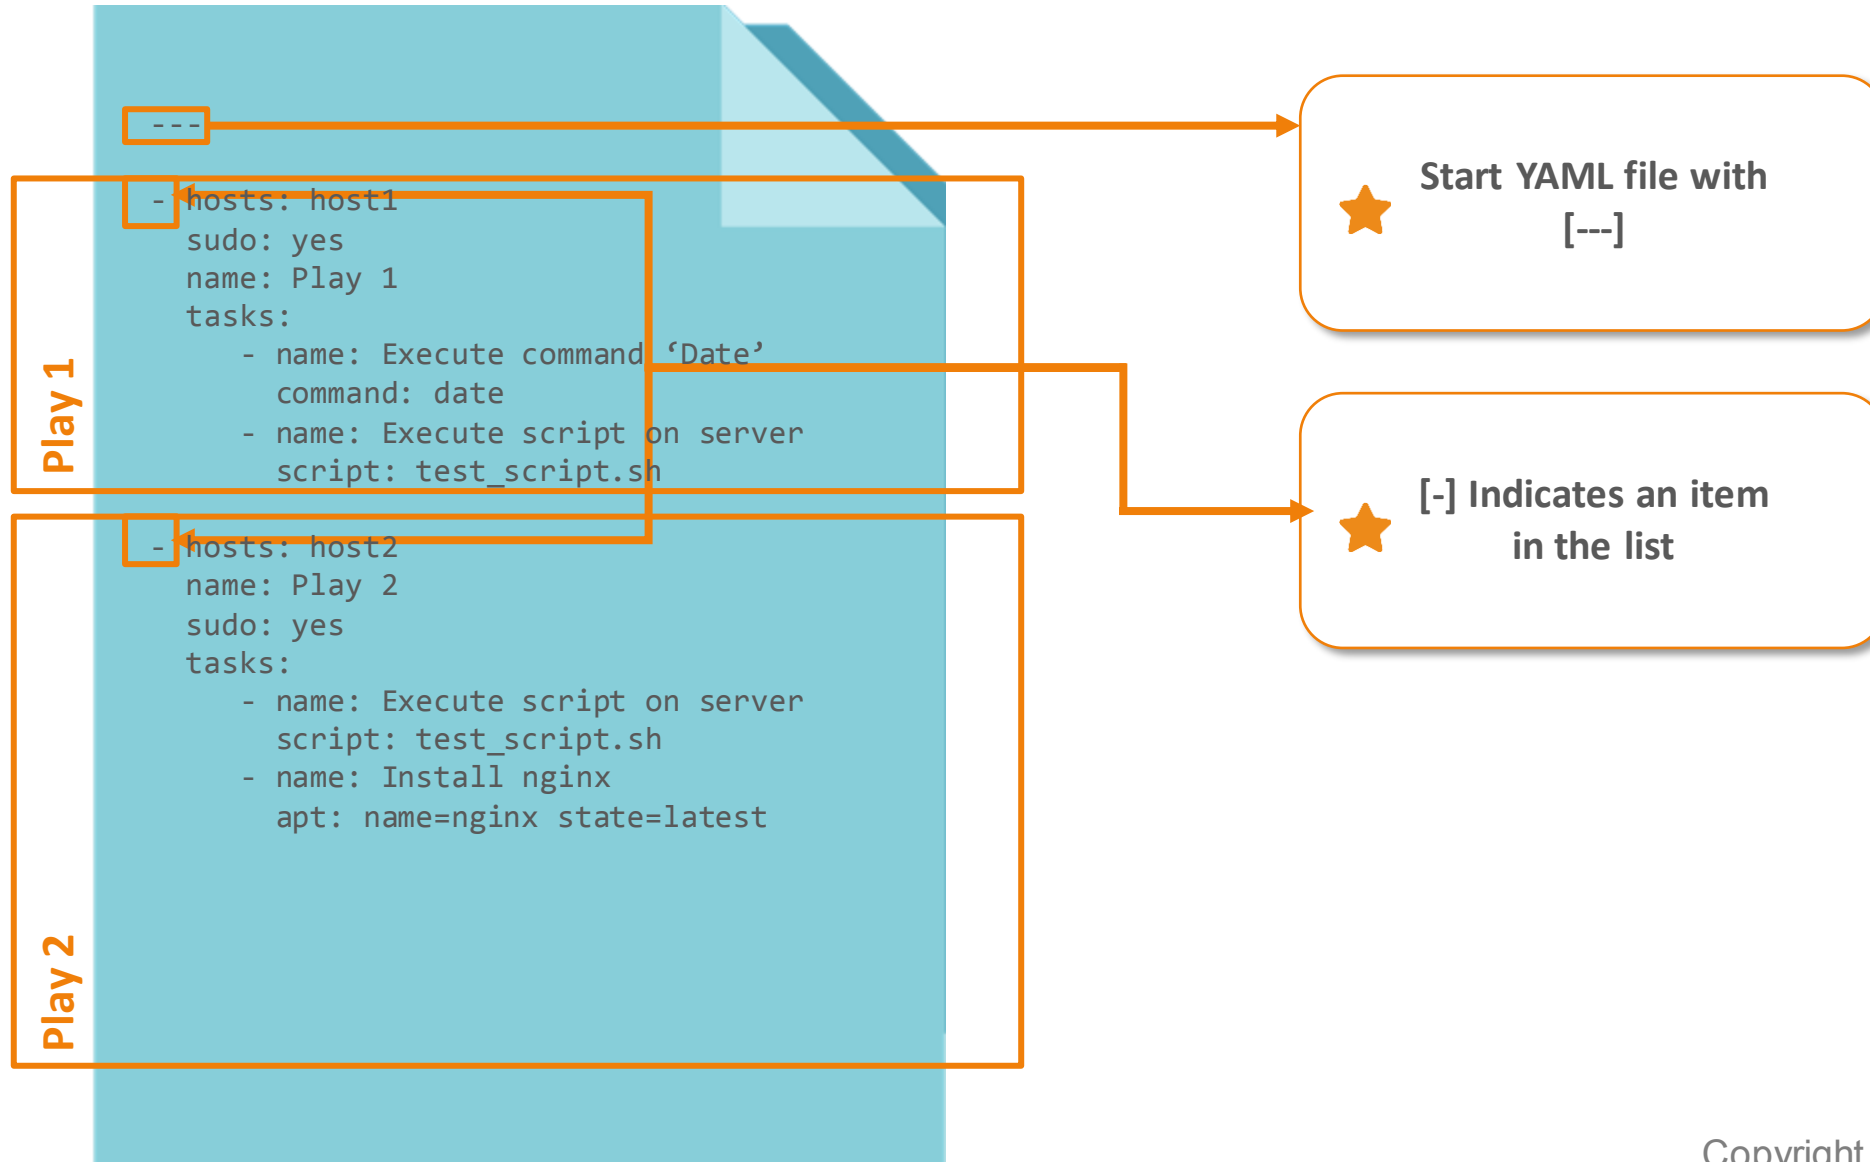 ---
- hosts: host1
sudo: yes
name: Play 1
tasks:
- name: Execute command ‘Date’
command: date
- name: Execute script on server
script: test_script.sh
Play 1
- hosts: host2
name: Play 2
sudo: yes
tasks:
- name: Execute script on server
script: test_script.sh
- name: Install nginx
apt: name=nginx state=latest
Play 2
Start YAML file with
[---]
[-] Indicates an item
in the list
Copyright